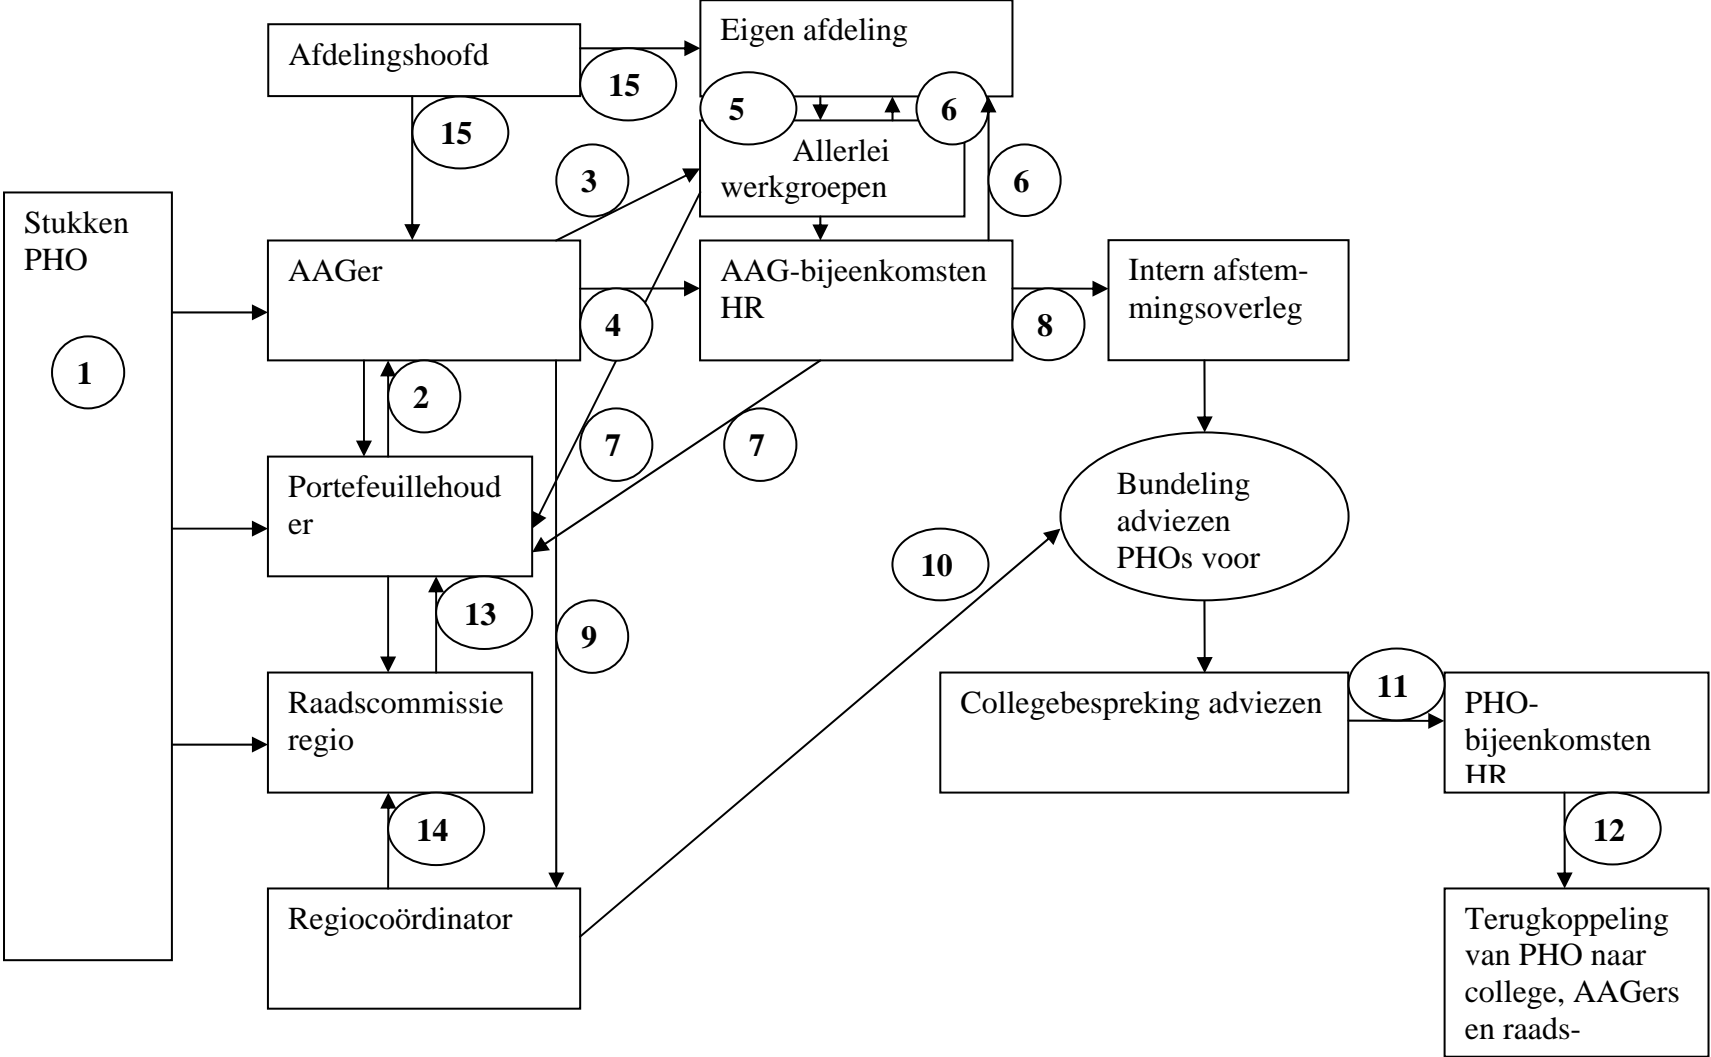 Eigen afdeling
Afdelingshoofd
15
5
6
15
Allerlei
werkgroepen
3
6
Stukken
PHO
AAGer
AAG-bijeenkomsten
HR
Intern afstem-
mingsoverleg
4
8
1
2
7
7
Portefeuillehoud
er
Bundeling
adviezen
PHOs voor
10
13
9
Raadscommissie
regio
Collegebespreking adviezen
11
PHO-
bijeenkomsten
HR
14
12
Regiocoördinator
Terugkoppeling
van PHO naar
college, AAGers
en raads-